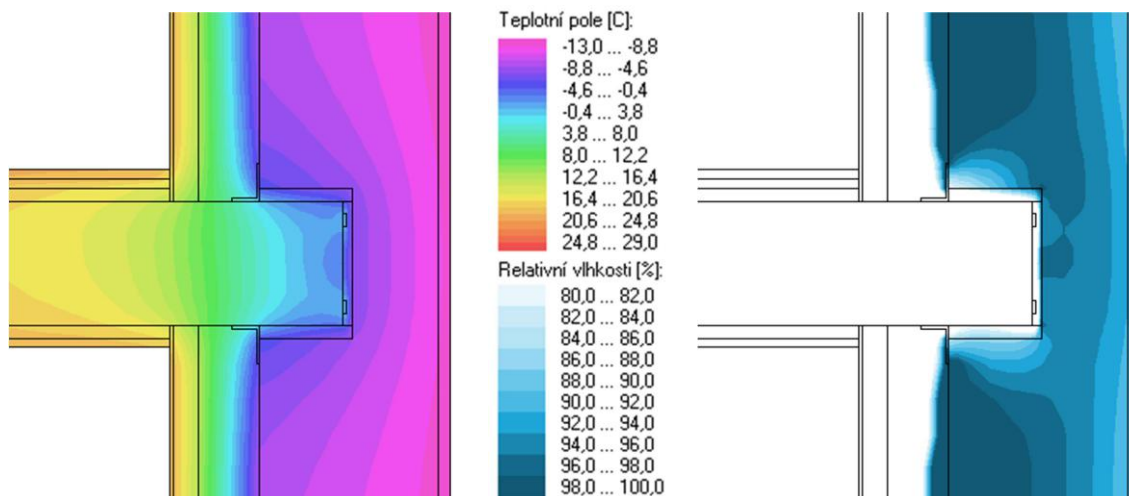 Teplotní pole [C]:
-13,0 ... -8,8
-8,8 ... -4,6
-4,6 ... -0,4
-0,4 ... 3,8
3,8 ... 8,0
8,0 ... 12,2
12,2 ... 16,4
16,4 ... 20,6
20,6 ... 24,8
24,8 ... 29,0
Relativní vlhkosti [%]:
80,0 ... 82,0
82,0 ... 84,0
84,0 ... 86,0
86,0 ... 88,0
88,0 ... 90,0
90,0 ... 92,0
92,0 ... 94,0
94,0 ... 96,0
96,0 ... 98,0
98,0 ... 100,0